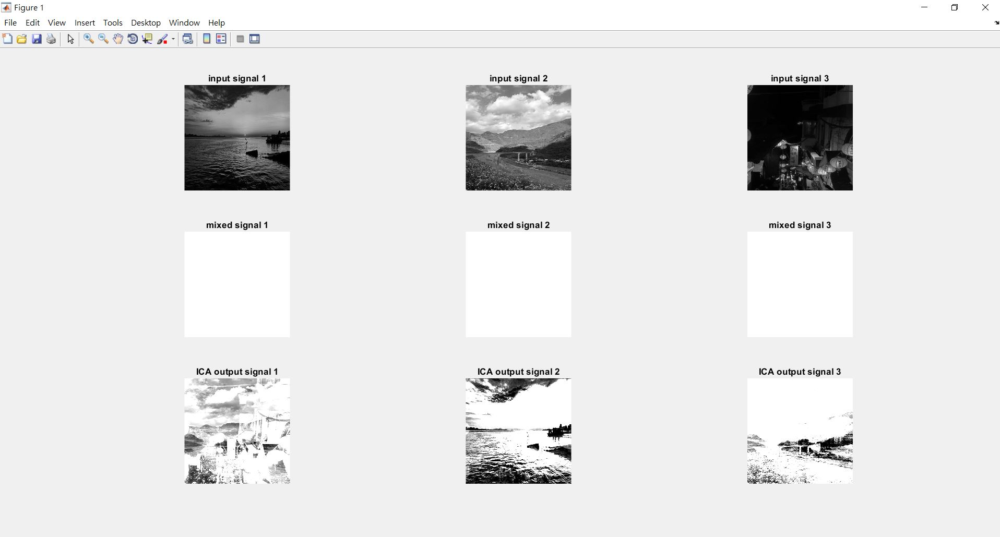 Figure 1
File Edit View Insert Tools Desktop Window Help
input signal 1
input signal 2
input signal 3
mixed signal 1
mixed signal 2
mixed signal 3
ICA output signal 1
ICA output signal 2
ICA output signal 3